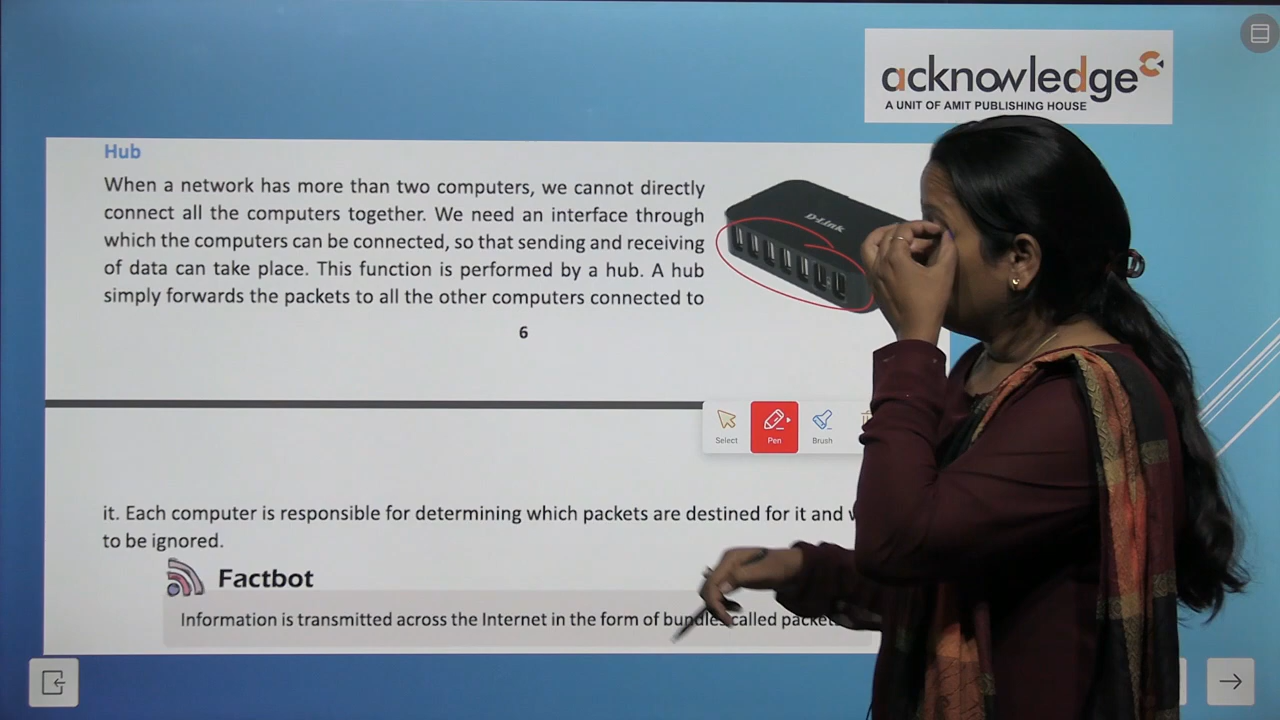 acknowledge
A UNIT OF AMIT PUBLISHING HOUSE
Hub
When a network has more than two computers, we cannot directly
connect all the computers together. We need an interface through
which the computers can be connected, so that sending and receiving
of data can take place. This function is performed by a hub. A hub
simply forwards the packets to all the other computers connected to
D-Link
6
Select
Pen
Brush
it. Each computer is responsible for determining which packets are destined for it and
to be ignored.
Factbot
Information is transmitted across the Internet in the form of bundles called packets